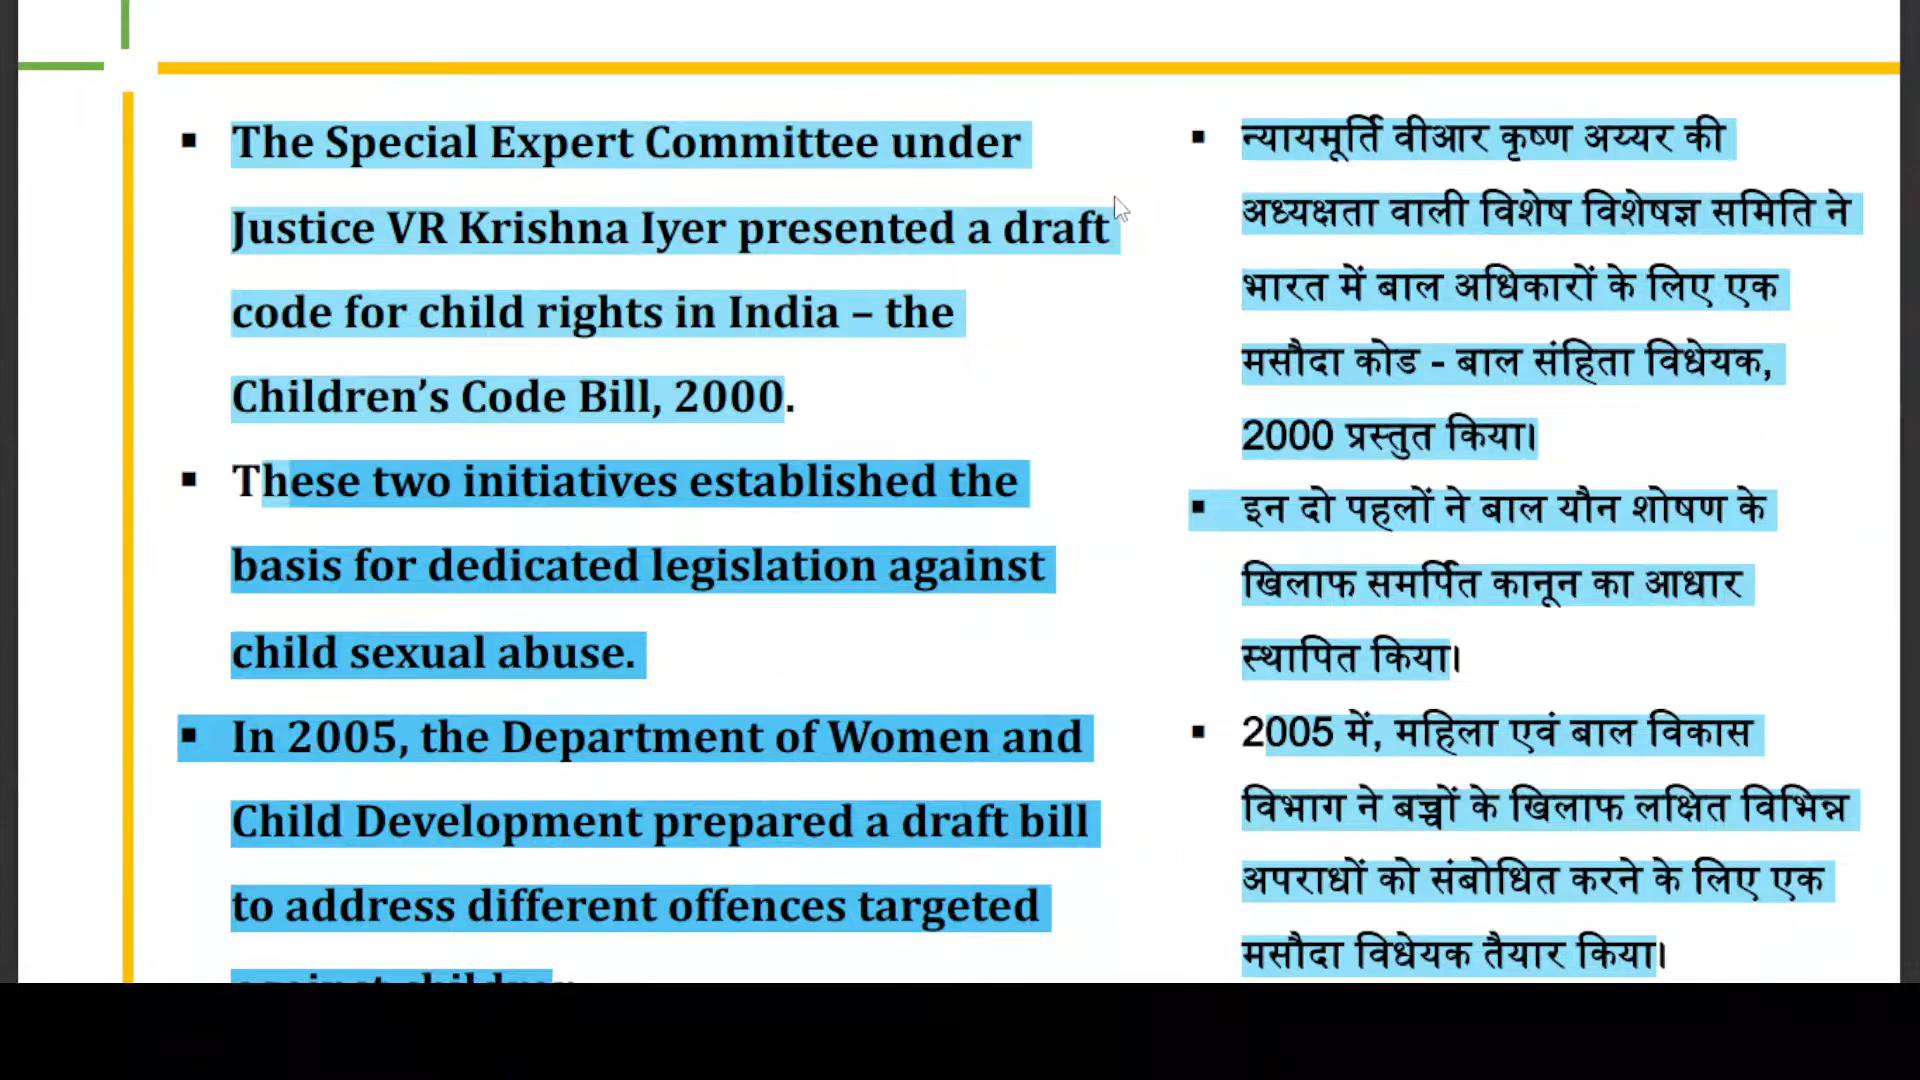 ▪ The Special Expert Committee under
Justice VR Krishna Iyer presented a draft
code for child rights in India – the
Children’s Code Bill, 2000.
▪ These two initiatives established the
basis for dedicated legislation against
child sexual abuse.
▪ In 2005, the Department of Women and
Child Development prepared a draft bill
to address different offences targeted
against children
▪ न्यायमूर्ति वीआर कृष्ण अय्यर की
अध्यक्षता वाली विशेष विशेषज्ञ समिति ने
भारत में बाल अधिकारों के लिए एक
मसौदा कोड - बाल संहिता विधेयक,
2000 प्रस्तुत किया।
▪ इन दो पहलों ने बाल यौन शोषण के
खिलाफ समर्पित कानून का आधार
स्थापित किया।
▪ 2005 में, महिला एवं बाल विकास
विभाग ने बच्चों के खिलाफ लक्षित विभिन्न
अपराधों को संबोधित करने के लिए एक
मसौदा विधेयक तैयार किया।